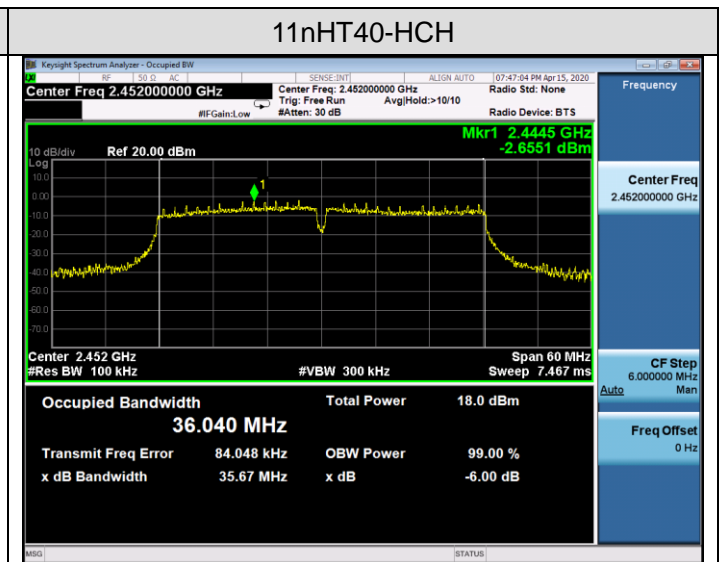 11nHT40-HCH
Keysight Spectrum Analyzer - Occupied BW
RF 50 Ω AC SENSE:INT ALIGN AUTO 07:47:04 PM Apr 15, 2020
Center Freq 2.452000000 GHz Center Freq: 2.452000000 GHz Radio Std: None Frequency
Trig: Free Run Avg|Hold:>10/10
#IFGain:Low #Atten: 30 dB Radio Device: BTS
Mkr1 2.4445 GHz
10 dB/div Ref 20.00 dBm -2.6551 dBm
Log
10.0
1
0.00
-10.0
-20.0
-30.0
-40.0
-50.0
-60.0
-70.0
Center Freq
2.452000000 GHz
Center 2.452 GHz Span 60 MHz
#Res BW 100 kHz #VBW 300 kHz Sweep 7.467 ms
CF Step
6.000000 MHz
Auto Man
Occupied Bandwidth Total Power 18.0 dBm
36.040 MHz
Freq Offset
0 Hz
Transmit Freq Error 84.048 kHz OBW Power 99.00 %
x dB Bandwidth 35.67 MHz x dB -6.00 dB
MSG STATUS